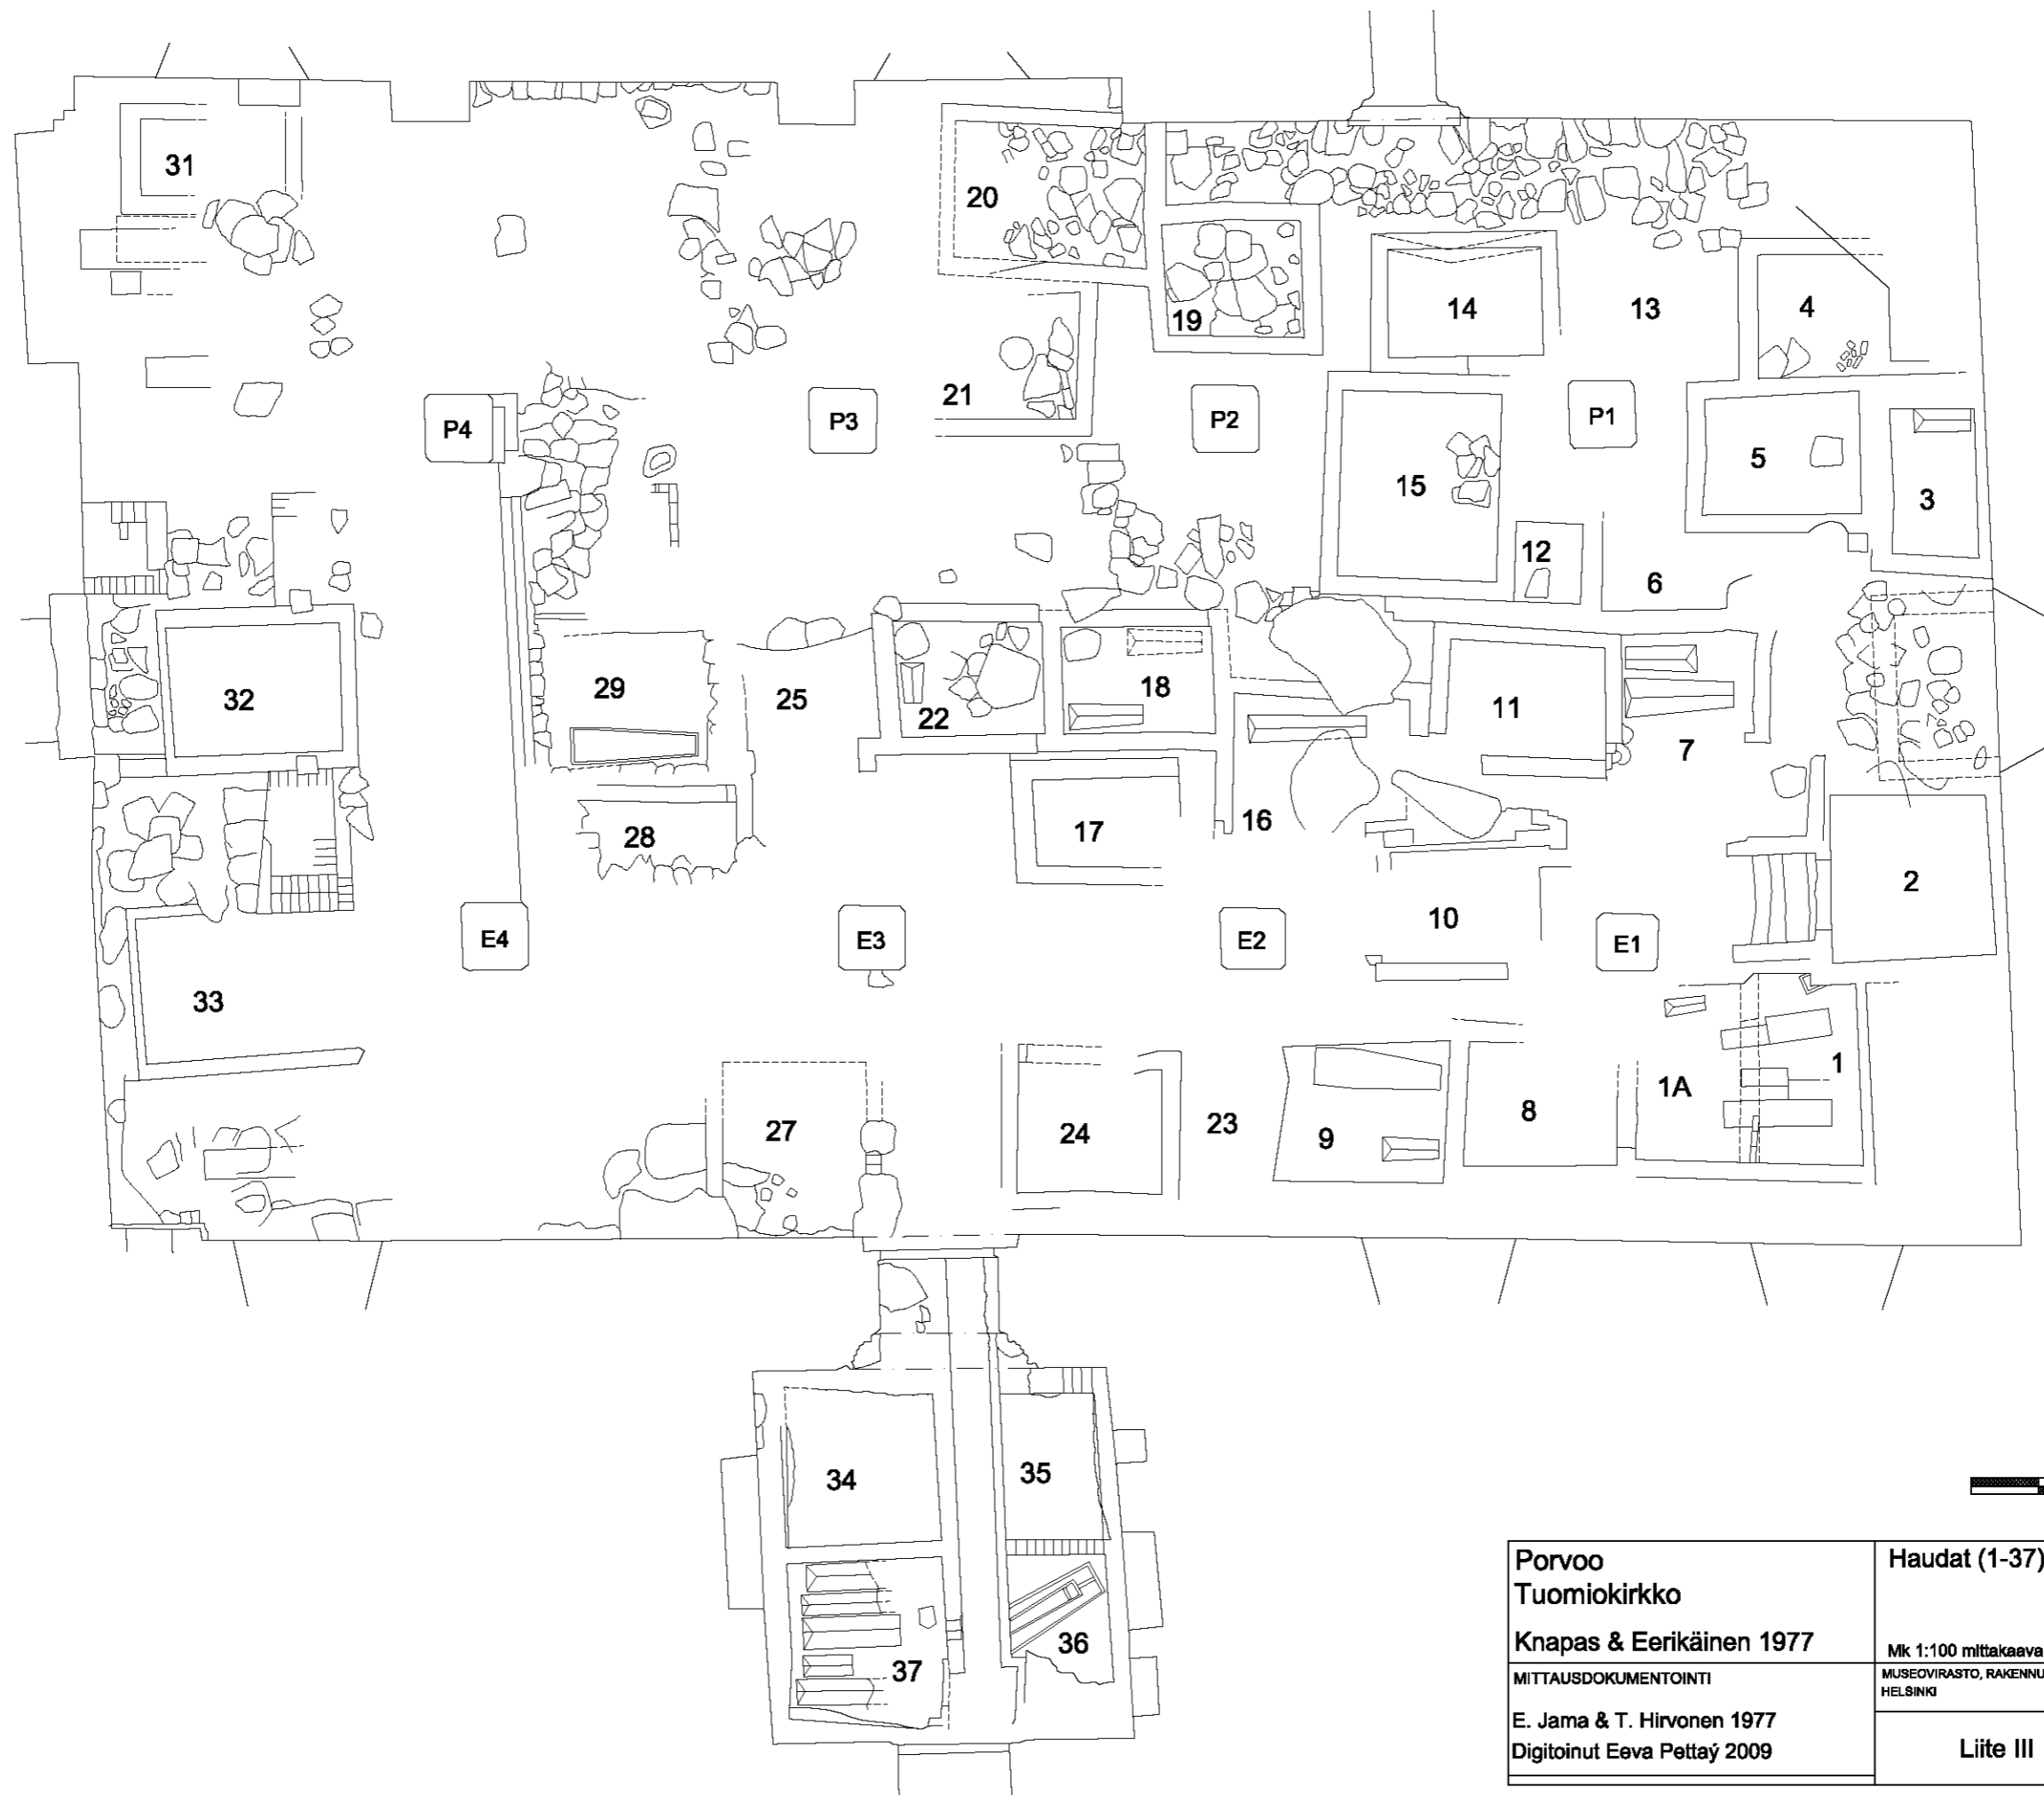 31
20
19
14
13
4
P4
P3
21
P2
P1
5
15
3
12
6
32
29
25
22
18
11
7
28
17
16
2
E4
E3
E2
10
E1
33
27
24
23
9
8
1A
1
34
35
36
37
Porvoo
Tuomiokirkko
Knapas & Eerikäinen 1977
MITTAUSDOKUMENTOINTI
E. Jama & T. Hirvonen 1977
Digitoinut Eeva Pettaý 2009
Haudat (1-37)
Mk 1:100 mittakaava
MUSEOVIRASTO, RAKENNU
HELSINKI
Liite III